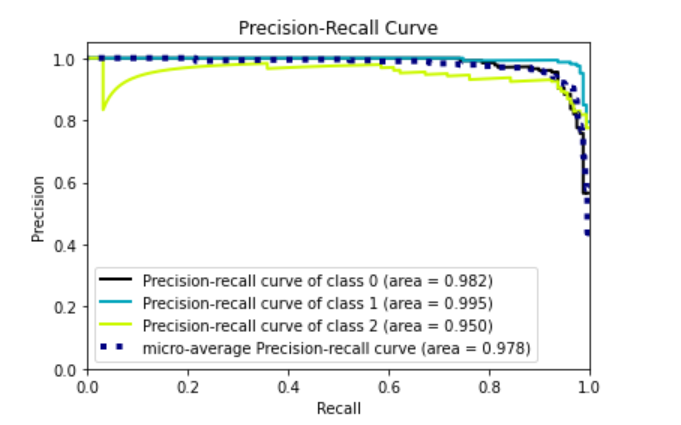 Precision-Recall Curve
1.0
0.8
0.6
0.4
0.2
0.0
Precision
Precision-recall curve of class 0 (area = 0.982)
Precision-recall curve of class 1 (area = 0.995)
Precision-recall curve of class 2 (area = 0.950)
micro-average Precision-recall curve (area = 0.978)
0.0 0.2 0.4 0.6 0.8 1.0
Recall